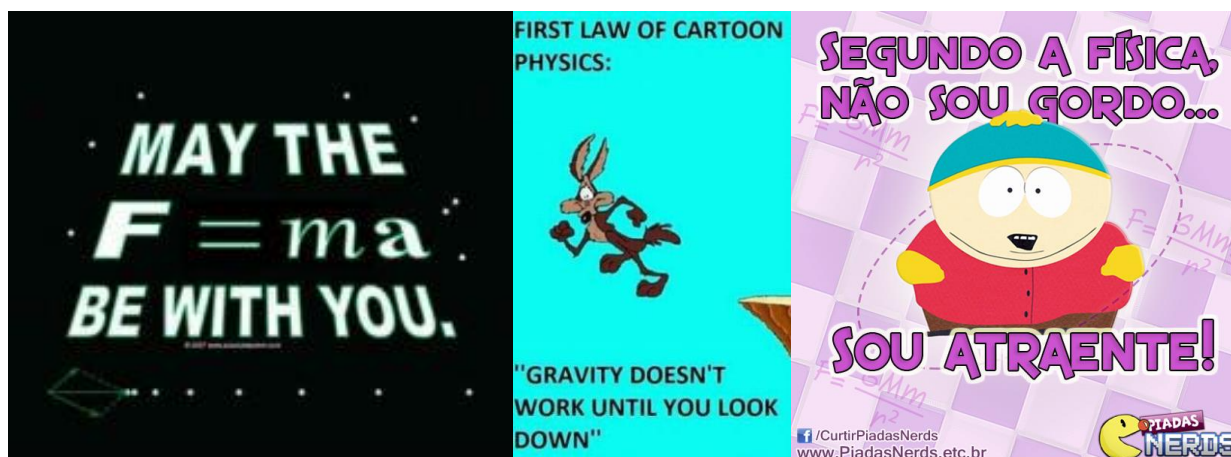 MAY THE
F = ma
BE WITH YOU.
FIRST LAW OF CARTOON
PHYSICS:
"GRAVITY DOESN'T
WORK UNTIL YOU LOOK
DOWN"
SEGUNDO A FÍSICA,
NÃO SOU GORDO...
SOU ATRAENTE!
/CurtirPiadasNerds
www.PiadasNerds.etc.br
PIADAS
NERDS